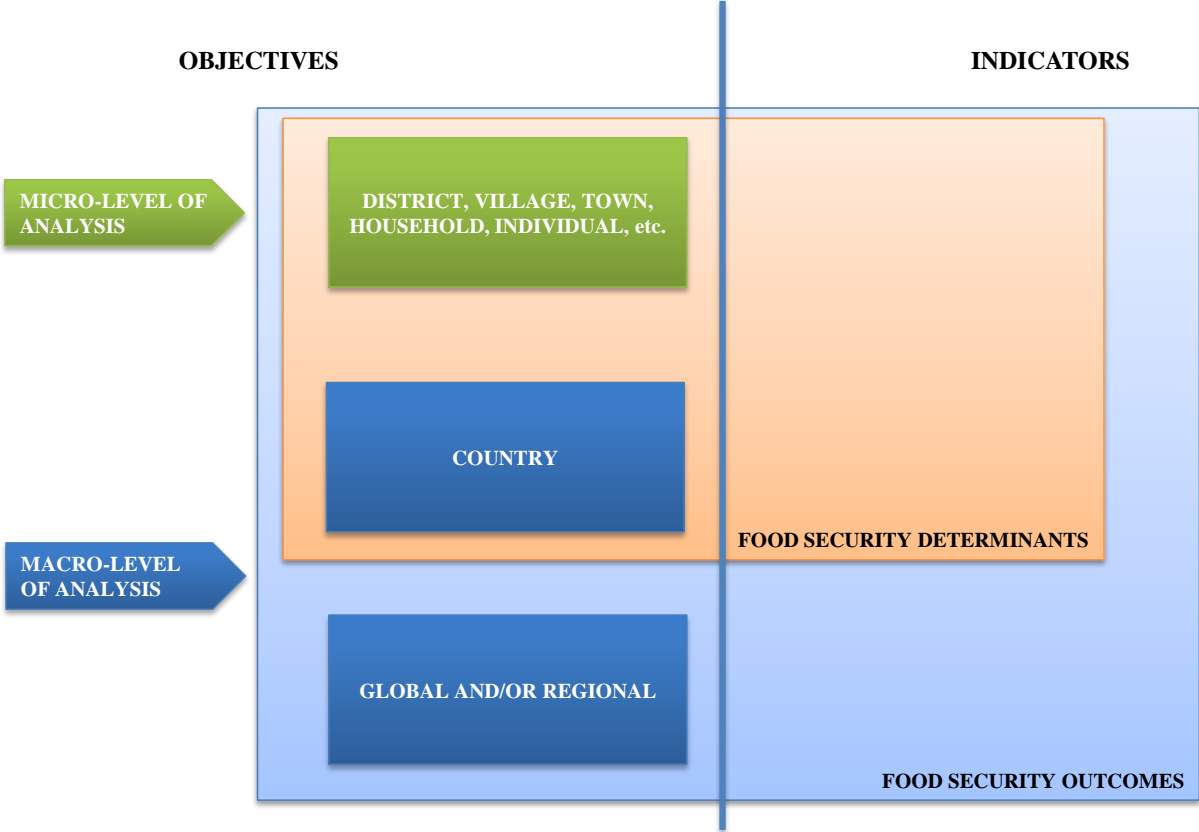 OBJECTIVES
INDICATORS
MICRO-LEVEL OF
ANALYSIS
DISTRICT, VILLAGE, TOWN,
HOUSEHOLD, INDIVIDUAL, etc.
COUNTRY
FOOD SECURITY DETERMINANTS
MACRO-LEVEL
OF ANALYSIS
GLOBAL AND/OR REGIONAL
FOOD SECURITY OUTCOMES